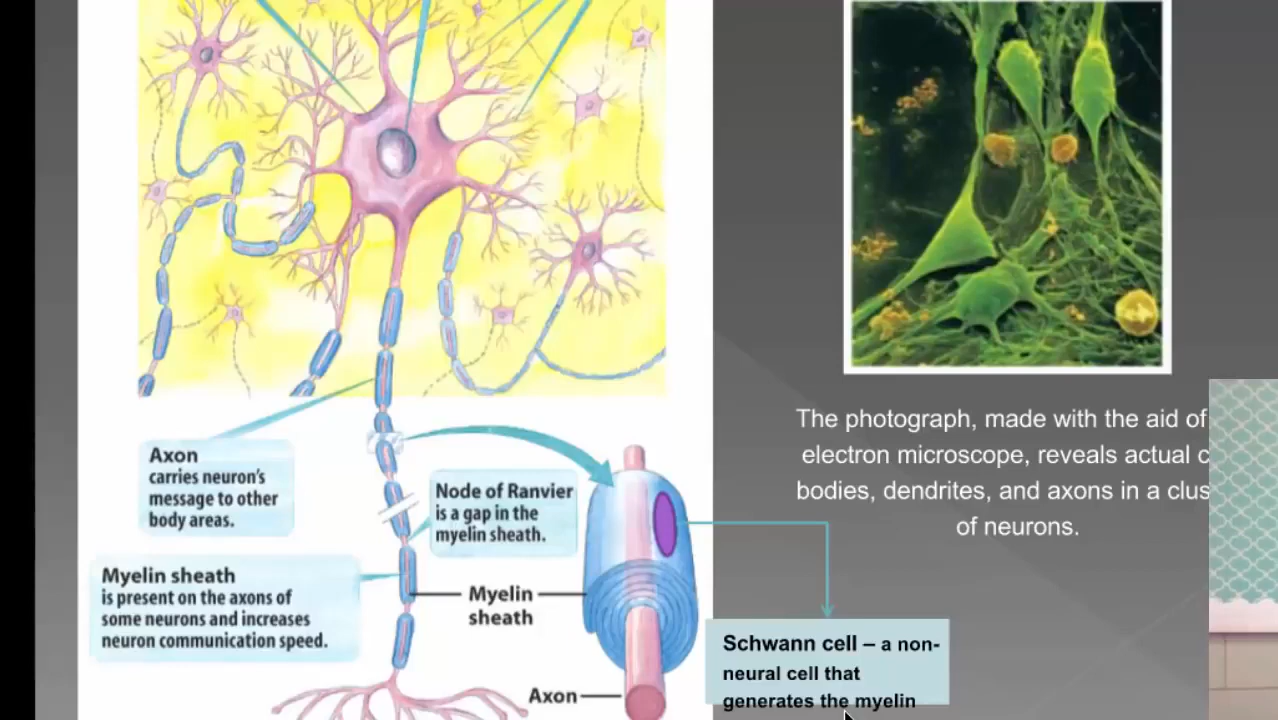 Axon
carries neuron's
message to other
body areas.
Myelin sheath
is present on the axons of
some neurons and increases
neuron communication speed.
Node of Ranvier
is a gap in the
myelin sheath.
Myelin
sheath
Axon
Schwann cell – a non-
neural cell that
generates the myelin
The photograph, made with the aid of
electron microscope, reveals actual
bodies, dendrites, and axons in a
of neurons.